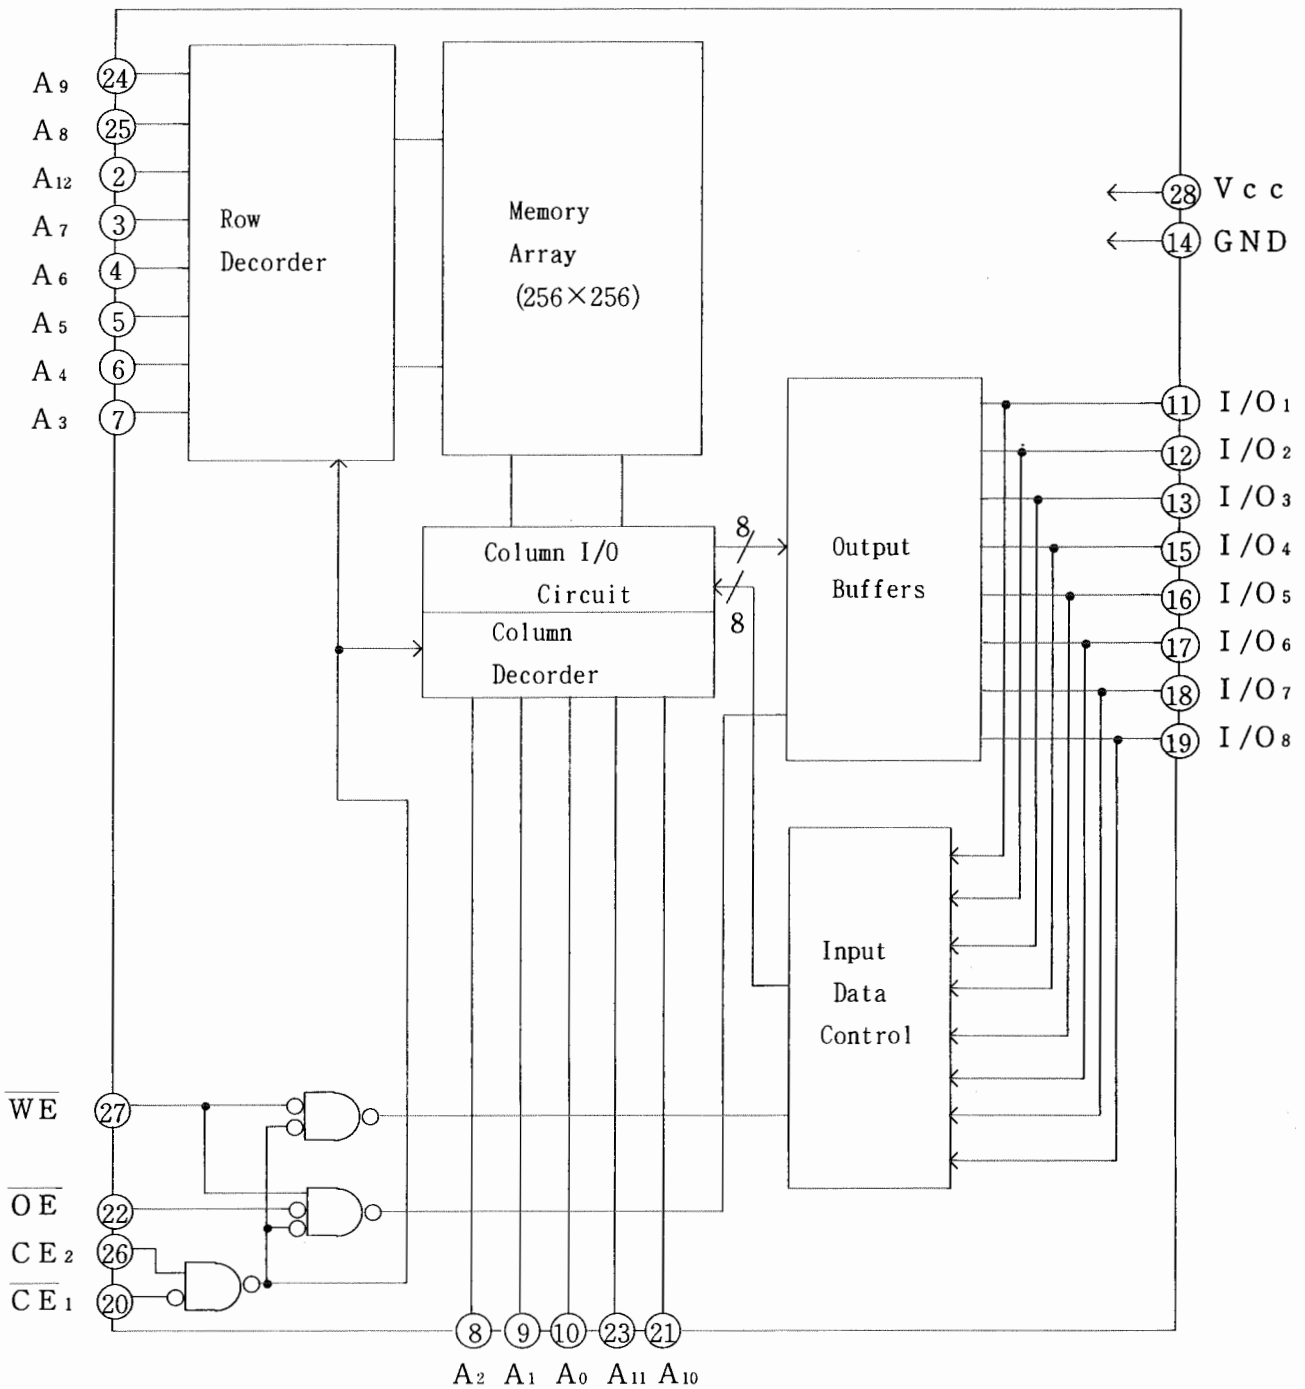 A9 24
A8 25
A12 2
A7 3
A6 4
A5 5
A4 6
A3 7
Row
Decorder
Memory
Array
(256×256)
28 Vcc
14 GND
11 I/O1
12 I/O2
13 I/O3
15 I/O4
16 I/O5
17 I/O6
18 I/O7
19 I/O8
Column I/O
Circuit
Column
Decorder
8
8
Output
Buffers
Input
Data
Control
W̅E̅ 27
O̅E̅ 22
CE2 26
C̅E̅1 20
8 9 10 23 21
A2 A1 A0 A11 A10